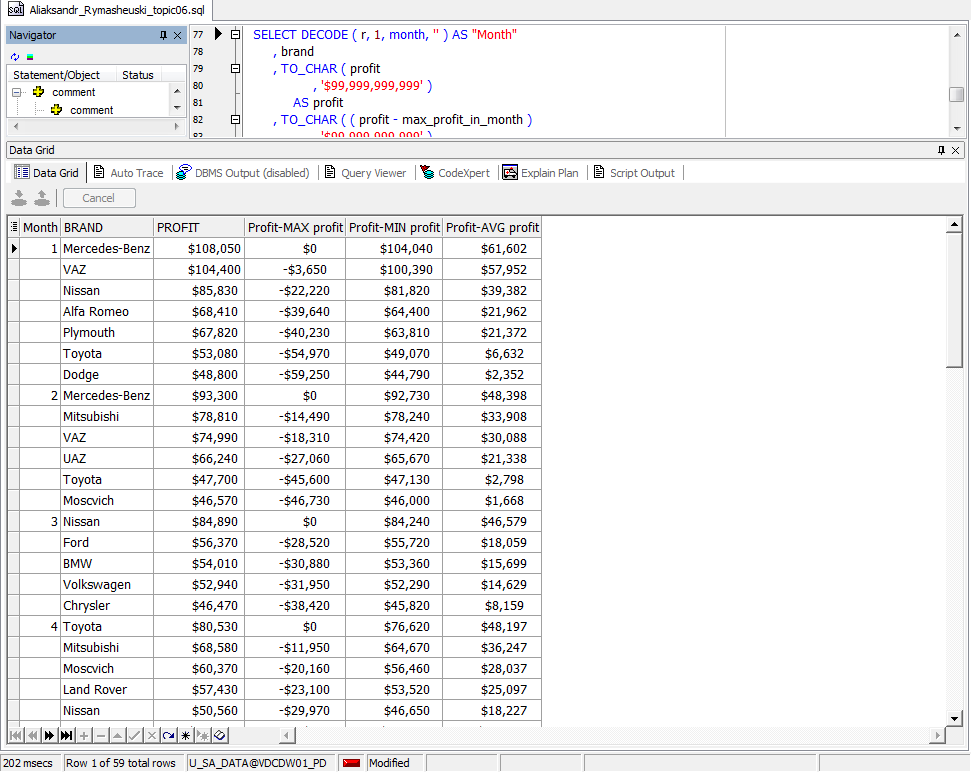 Aliaksandr_Rymasheuski_topic06.sql
Navigator
Statement/Object Status
comment
comment
77 SELECT DECODE ( r, 1, month, '' ) AS "Month"
78 , brand
79 , TO_CHAR ( profit
80 , '$99,999,999,999' )
81 AS profit
82 , TO_CHAR ( ( profit - max_profit_in_month )
83 , '$99,999,999,999' )
Data Grid
Data Grid Auto Trace DBMS Output (disabled) Query Viewer CodeXpert Explain Plan Script Output
Cancel
Month BRAND PROFIT Profit-MAX profit Profit-MIN profit Profit-AVG profit
1 Mercedes-Benz $108,050 $0 $104,040 $61,602
VAZ $104,400 -$3,650 $100,390 $57,952
Nissan $85,830 -$22,220 $81,820 $39,382
Alfa Romeo $68,410 -$39,640 $64,400 $21,962
Plymouth $67,820 -$40,230 $63,810 $21,372
Toyota $53,080 -$54,970 $49,070 $6,632
Dodge $48,800 -$59,250 $44,790 $2,352
2 Mercedes-Benz $93,300 $0 $92,730 $48,398
Mitsubishi $78,810 -$14,490 $78,240 $33,908
VAZ $74,990 -$18,310 $74,420 $30,088
UAZ $66,240 -$27,060 $65,670 $21,338
Toyota $47,700 -$45,600 $47,130 $2,798
Moscvich $46,570 -$46,730 $46,000 $1,668
3 Nissan $84,890 $0 $84,240 $46,579
Ford $56,370 -$28,520 $55,720 $18,059
BMW $54,010 -$30,880 $53,360 $15,699
Volkswagen $52,940 -$31,950 $52,290 $14,629
Chrysler $46,470 -$38,420 $45,820 $8,159
4 Toyota $80,530 $0 $76,620 $48,197
Mitsubishi $68,580 -$11,950 $64,670 $36,247
Moscvich $60,370 -$20,160 $56,460 $28,037
Land Rover $57,430 -$23,100 $53,520 $25,097
Nissan $50,560 -$29,970 $46,650 $18,227
202 msecs Row 1 of 59 total rows U_SA_DATA@VDCDW01_PD Modified